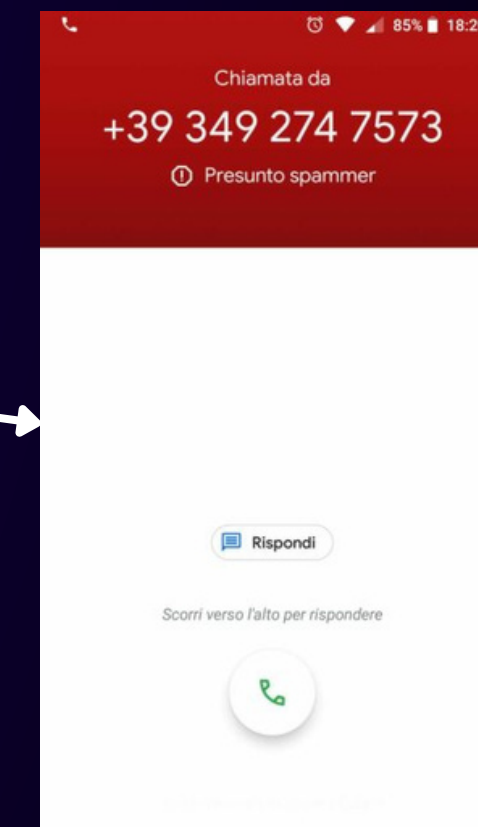 85% 18:2
Chiamata da
+39 349 274 7573
Presunto spammer
Rispondi
Scorri verso l'alto per rispondere